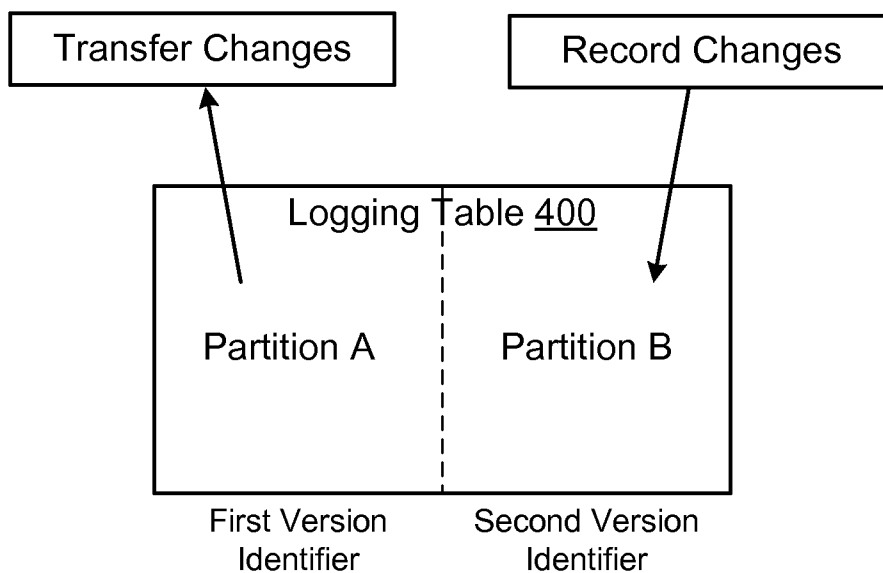 Transfer Changes
Record Changes
Logging Table 400
Partition A
Partition B
First Version
Identifier
Second Version
Identifier